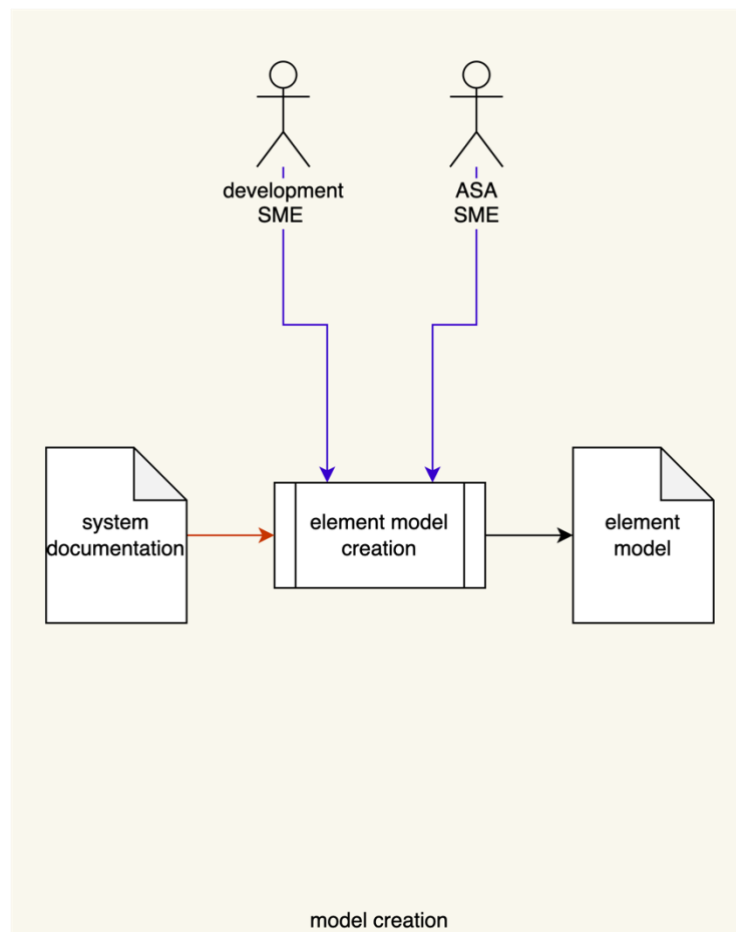 development
SME
ASA
SME
system
documentation
element model
creation
element
model
model creation